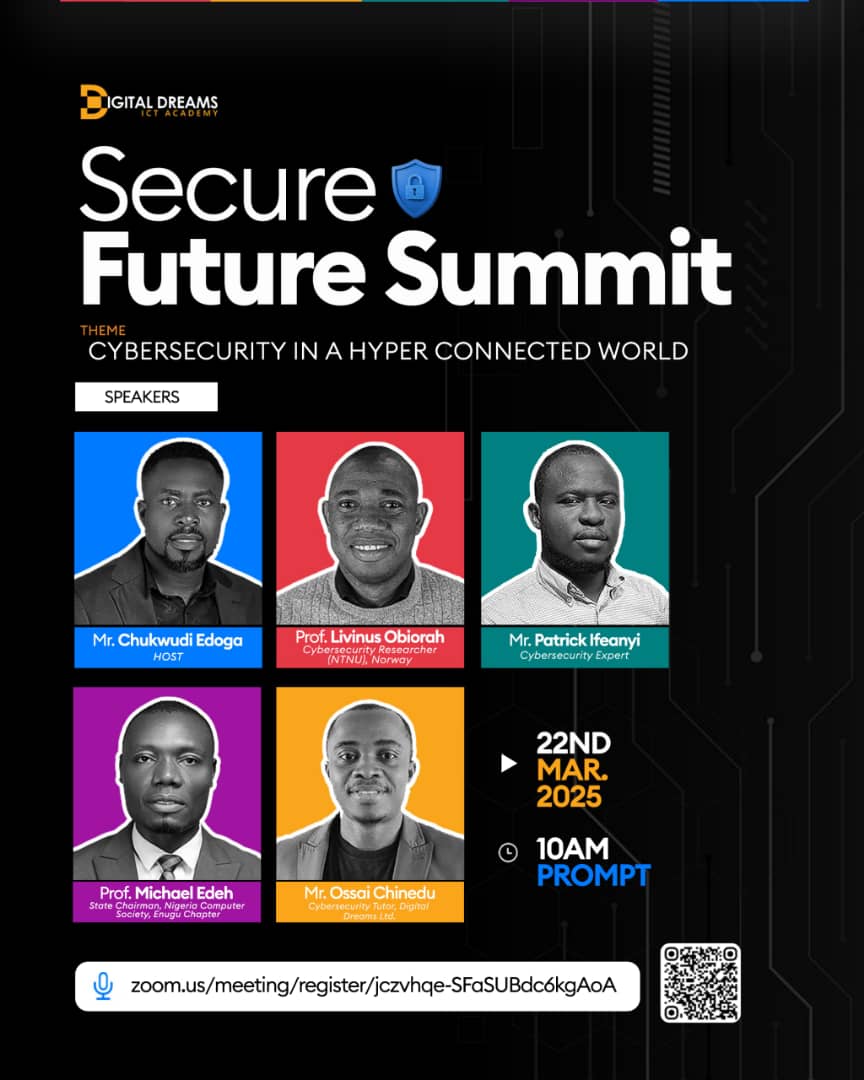 DIGITAL DREAMS
ICT ACADEMY
Secure
Future Summit
THEME
CYBERSECURITY IN A HYPER CONNECTED WORLD
SPEAKERS
Mr. Chukwudi Edoga
HOST
Prof. Livinus Obiorah
Cybersecurity Researcher
(NTNU), Norway
Mr. Patrick Ifeanyi
Cybersecurity Expert
Prof. Michael Edeh
State Chairman, Nigeria Computer
Society, Enugu Chapter
Mr. Ossai Chinedu
Cybersecurity Tutor, Digital
Dreams Ltd.
22ND
MAR.
2025
10AM
PROMPT
zoom.us/meeting/register/jczvhqe-SFaSUBdc6kgAoA